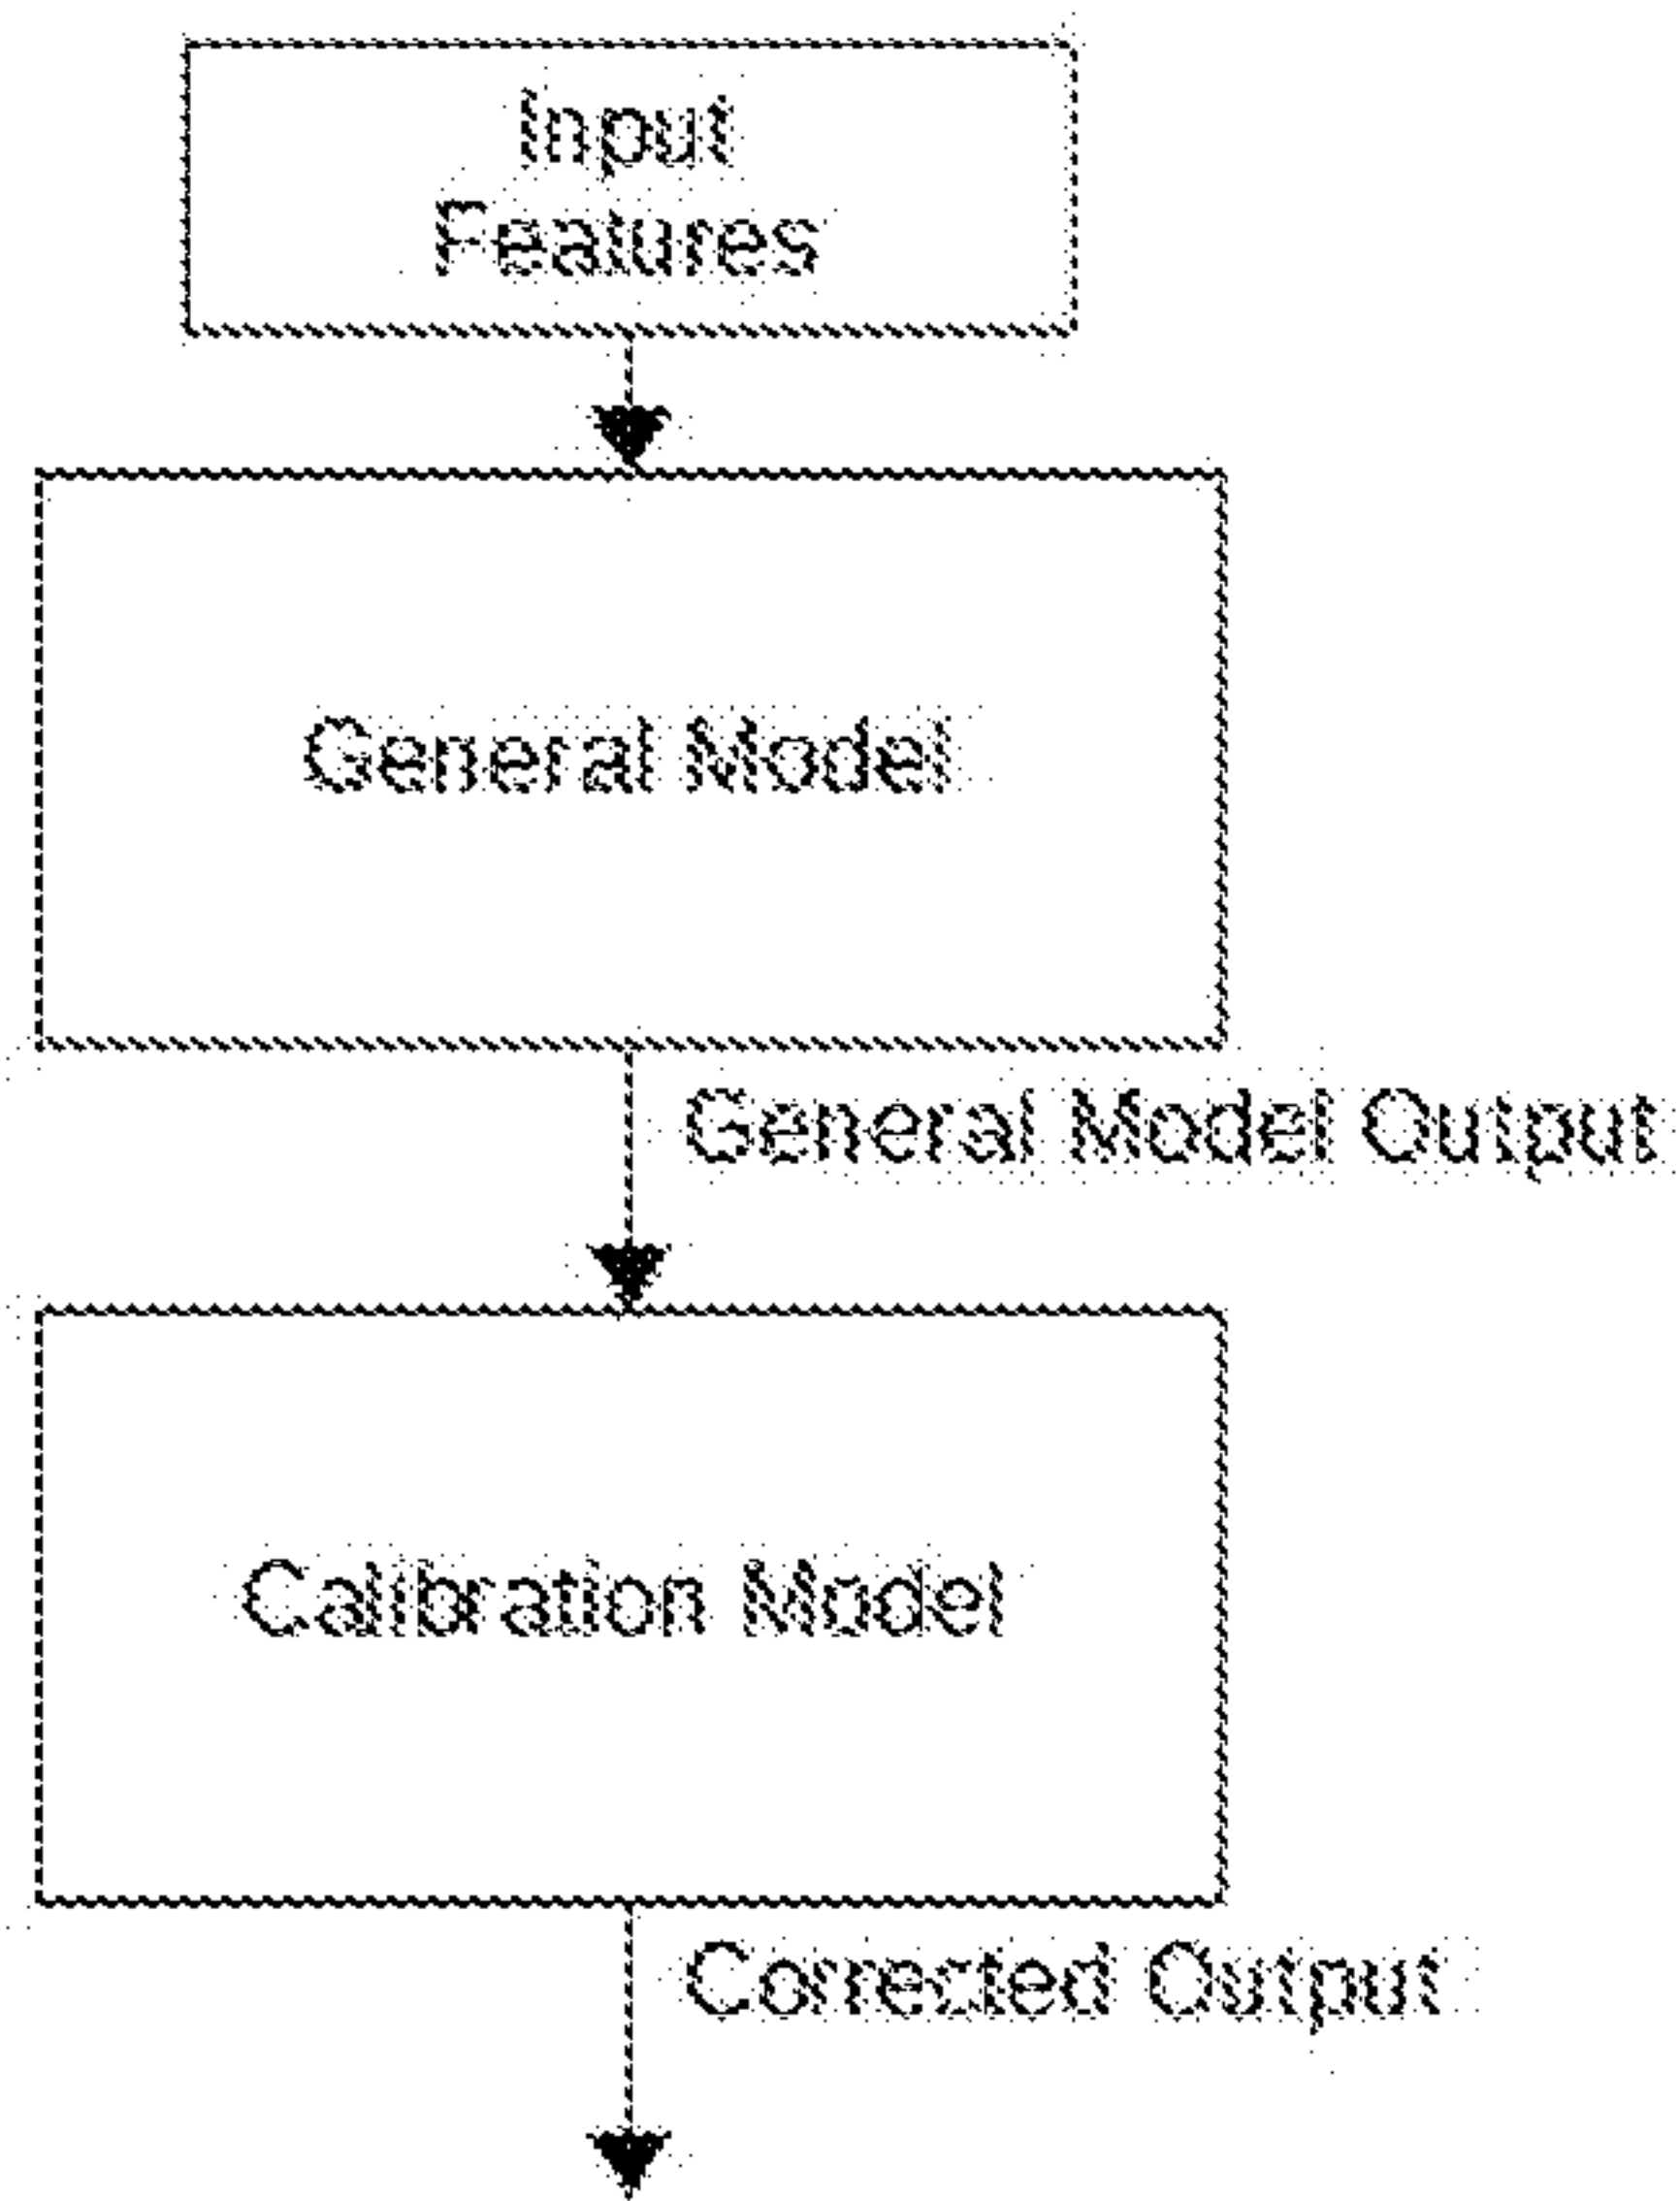 Input
Features
General Model
General Model Output
Calibration Model
Corrected Output